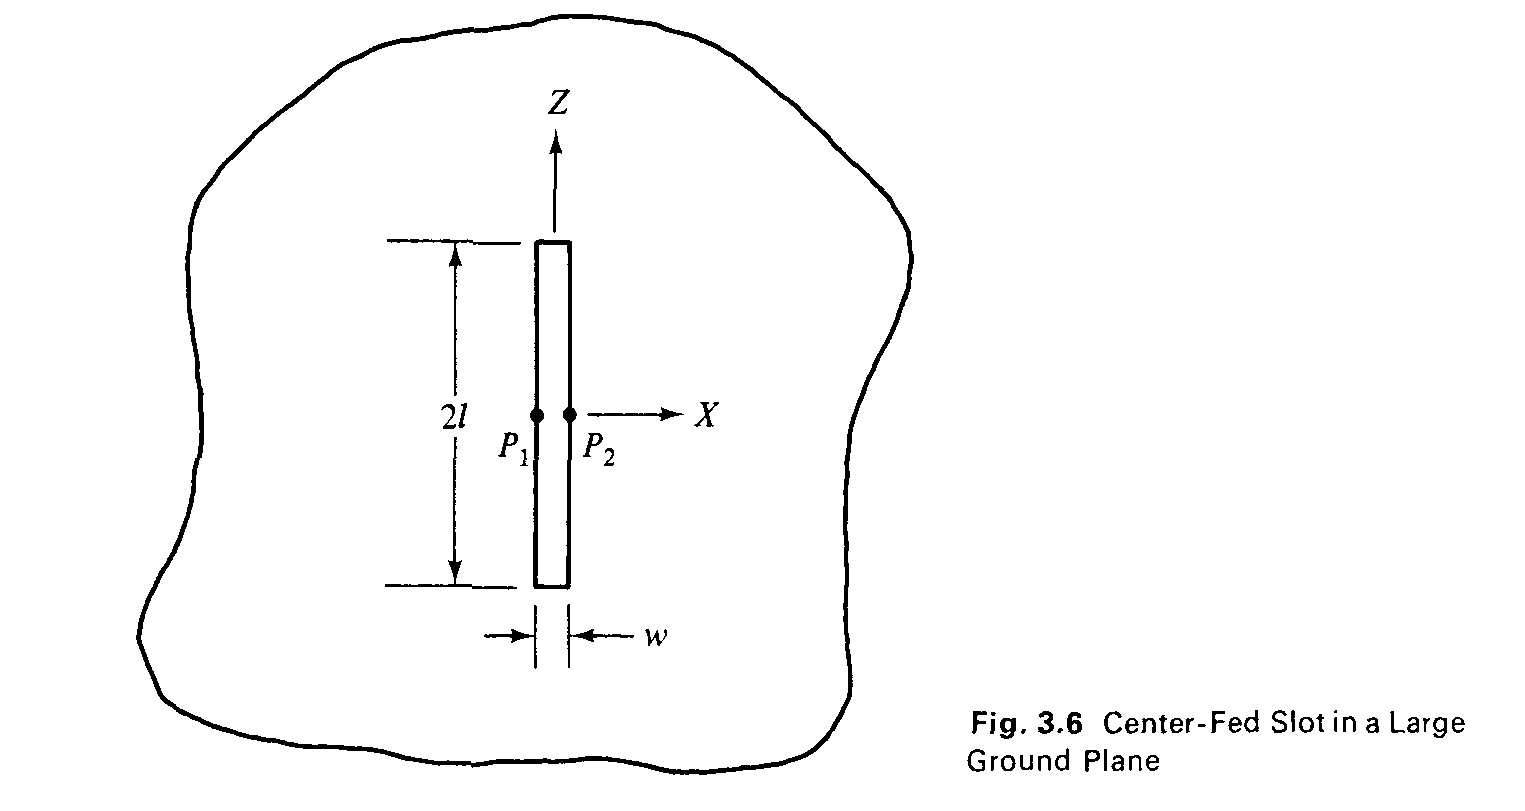 Z
2l
X
P1 P2
w
Fig. 3.6 Center-Fed Slot in a Large
Ground Plane